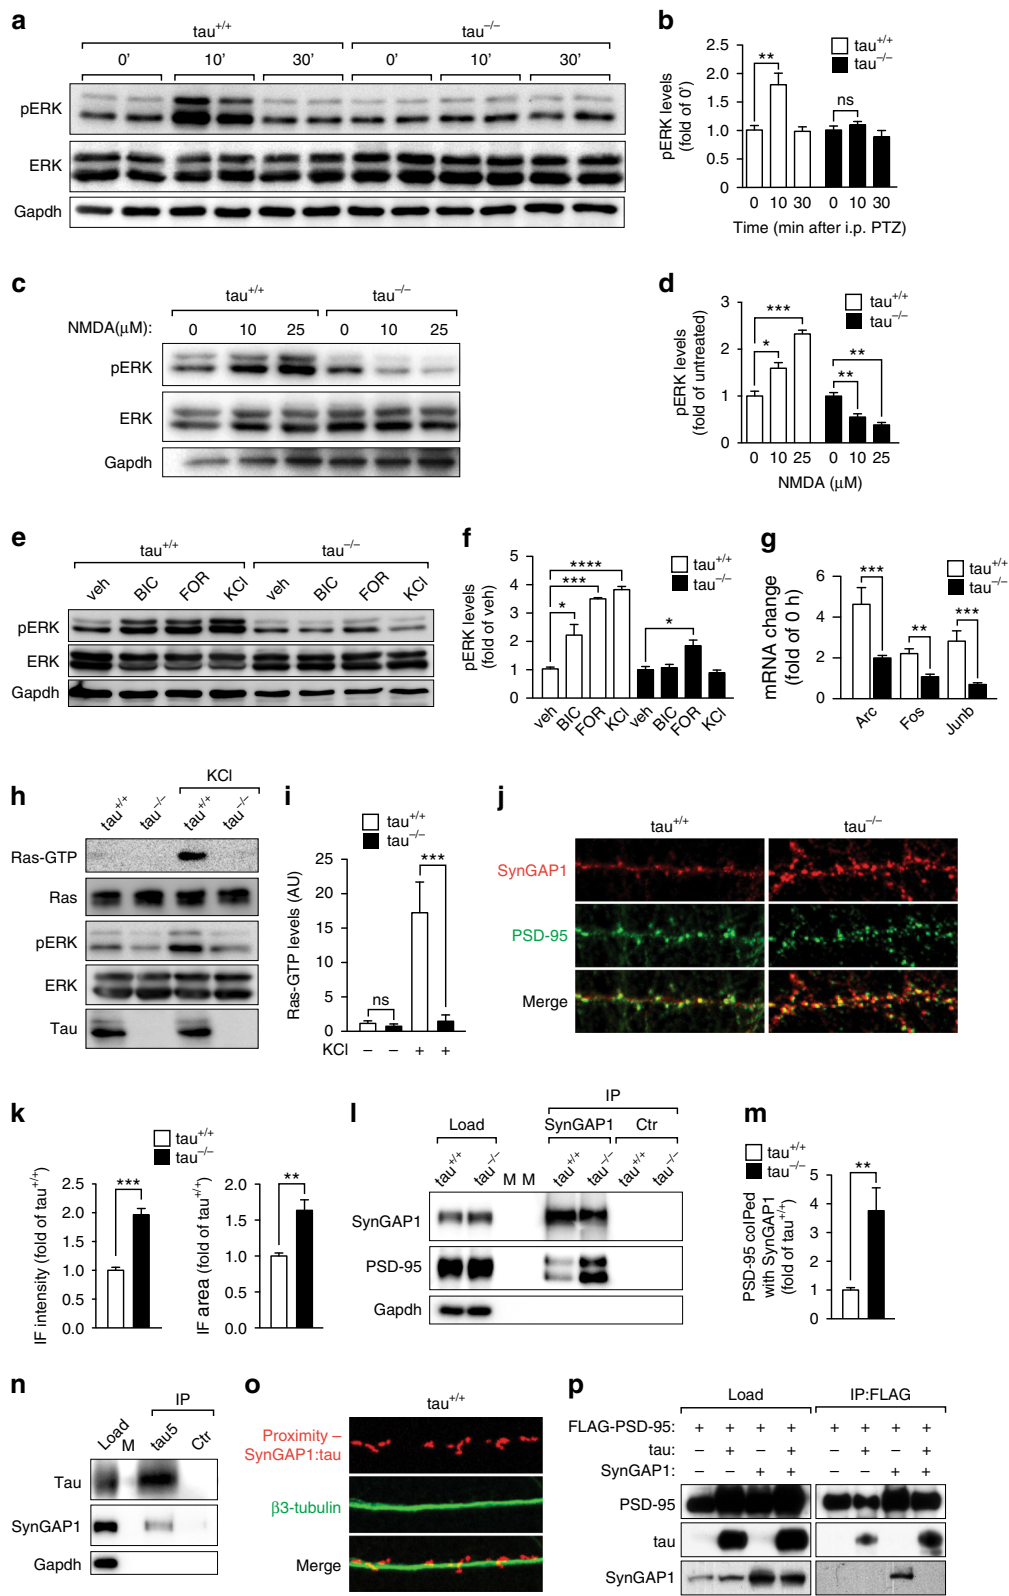 a
tau+/+ tau−/−
0' 10' 30' 0' 10' 30'
pERK
ERK
Gapdh
b
tau+/+
tau−/−
pERK levels
(fold of 0')
2.5
2.0
1.5
1.0
0.5
0
** ns
0 10 30 0 10 30
Time (min after i.p. PTZ)
c
tau+/+ tau−/−
NMDA(μM): 0 10 25 0 10 25
pERK
ERK
Gapdh
d
tau+/+
tau−/−
pERK levels
(fold of untreated)
3
2
1
0
***
*
**
**
0 10 25 0 10 25
NMDA (μM)
e
tau+/+ tau−/−
veh BIC FOR KCl veh BIC FOR KCl
pERK
ERK
Gapdh
f
tau+/+
tau−/−
pERK levels
(fold of veh)
5
4
3
2
1
0
****
***
*
*
veh BIC FOR KCl veh BIC FOR KCl
g
tau+/+
tau−/−
mRNA change
(fold of 0 h)
6
4
2
0
*** ** ***
Arc Fos Junb
h
KCl
tau+/+ tau−/− tau+/+ tau−/−
Ras-GTP
Ras
pERK
ERK
Tau
i
tau+/+
tau−/−
Ras-GTP levels (AU)
25
20
15
10
5
0
***
ns
KCl − − + +
j
tau+/+ tau−/−
SynGAP1
PSD-95
Merge
k
tau+/+
tau−/−
IF intensity (fold of tau+/+)
2.5
2.0
1.5
1.0
0.5
0.0
***
IF area (fold of tau+/+)
2.0
1.5
1.0
0.5
0.0
**
l
IP
Load SynGAP1 Ctr
tau+/+ tau−/− M M tau+/+ tau−/− tau+/+ tau−/−
SynGAP1
PSD-95
Gapdh
m
tau+/+
tau−/−
PSD-95 coIPed
with SynGAP1
(fold of tau+/+)
5
4
3
2
1
0
**
n
IP
Load M tau5 Ctr
Tau
SynGAP1
Gapdh
o
tau+/+
Proximity –
SynGAP1:tau
β3-tubulin
Merge
p
Load IP:FLAG
FLAG-PSD-95: + + + + + + + +
tau: − + − + − + − +
SynGAP1: − − + + − − + +
PSD-95
tau
SynGAP1